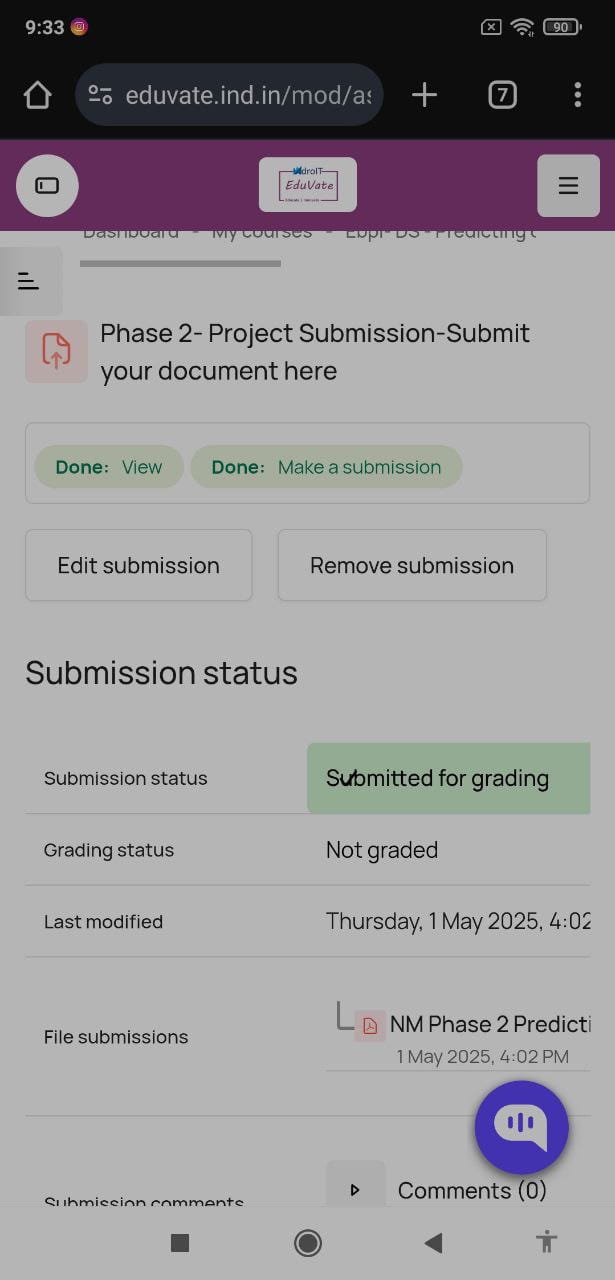 9:33
90
eduvate.ind.in/mod/as
7
AdroIT
EduVate
Dashboard - My courses - Ebpl-DS-Predicting
Phase 2- Project Submission-Submit
your document here
Done: View
Done: Make a submission
Edit submission
Remove submission
Submission status
Submission status
Submitted for grading
Grading status
Not graded
Last modified
Thursday, 1 May 2025, 4:02
File submissions
NM Phase 2 Predicti
1 May 2025, 4:02 PM
Submission comments
Comments (0)